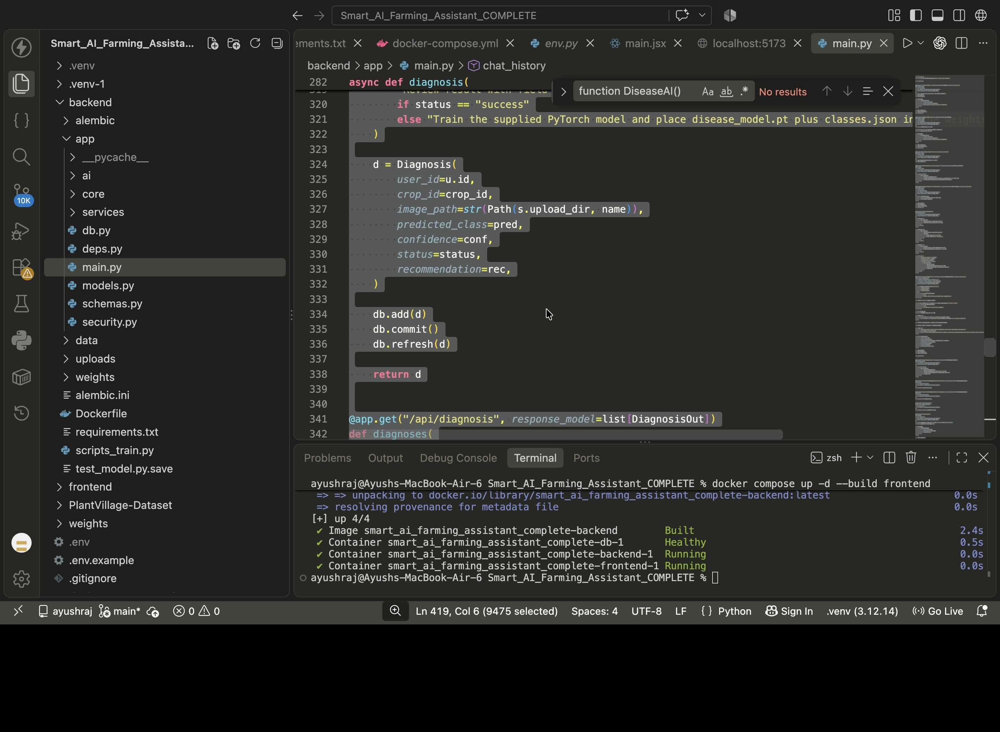 Smart_AI_Farming_Assistant_COMPLETE
Smart_AI_Farming_Assista...
.venv
.venv-1
backend
alembic
app
__pycache__
ai
core
services
db.py
deps.py
main.py
models.py
schemas.py
security.py
data
uploads
weights
alembic.ini
Dockerfile
requirements.txt
scripts_train.py
test_model.py.save
frontend
PlantVillage-Dataset
weights
.env
.env.example
.gitignore
10K
ements.txt docker-compose.yml env.py main.jsx localhost:5173 main.py
backend > app > main.py > chat_history
function DiseaseAI() Aa ab .* No results
282 async def diagnosis(
319 "Review result with field
320 if status == "success"
321 else "Train the supplied PyTorch model and place disease_model.pt plus classes.json in the weights
322 )
323
324 d = Diagnosis(
325 user_id=u.id,
326 crop_id=crop_id,
327 image_path=str(Path(s.upload_dir, name)),
328 predicted_class=pred,
329 confidence=conf,
330 status=status,
331 recommendation=rec,
332 )
333
334 db.add(d)
335 db.commit()
336 db.refresh(d)
337
338 return d
339
340
341 @app.get("/api/diagnosis", response_model=list[DiagnosisOut])
342 def diagnoses(
Problems Output Debug Console Terminal Ports zsh
ayushraj@Ayushs-MacBook-Air-6 Smart_AI_Farming_Assistant_COMPLETE % docker compose up -d --build frontend
=> => unpacking to docker.io/library/smart_ai_farming_assistant_complete-backend:latest 0.0s
=> resolving provenance for metadata file 0.0s
[+] up 4/4
✔ Image smart_ai_farming_assistant_complete-backend Built 2.4s
✔ Container smart_ai_farming_assistant_complete-db-1 Healthy 0.5s
✔ Container smart_ai_farming_assistant_complete-backend-1 Running 0.0s
✔ Container smart_ai_farming_assistant_complete-frontend-1 Running 0.0s
ayushraj@Ayushs-MacBook-Air-6 Smart_AI_Farming_Assistant_COMPLETE %
ayushraj main* 0 0 Ln 419, Col 6 (9475 selected) Spaces: 4 UTF-8 LF {} Python Sign In .venv (3.12.14) Go Live